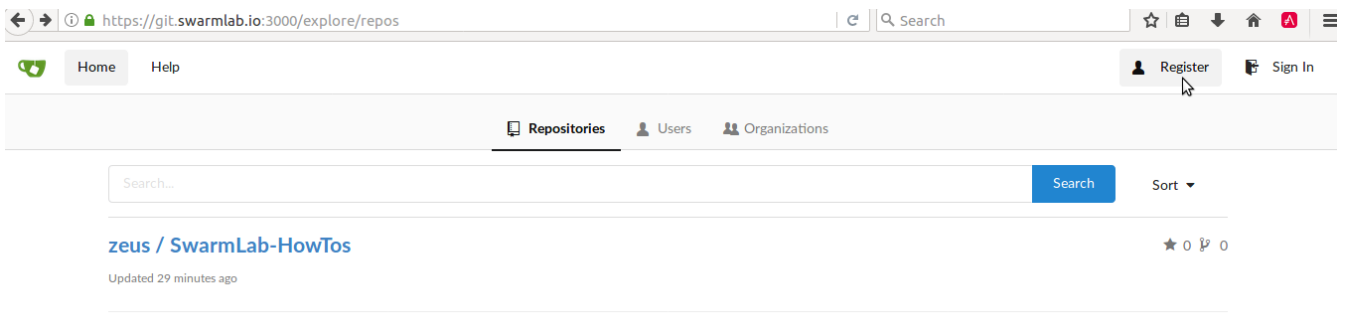 https://git.swarmlab.io:3000/explore/repos Search
Home Help Register Sign In
Repositories Users Organizations
Search... Search Sort
zeus / SwarmLab-HowTos 0 0
Updated 29 minutes ago